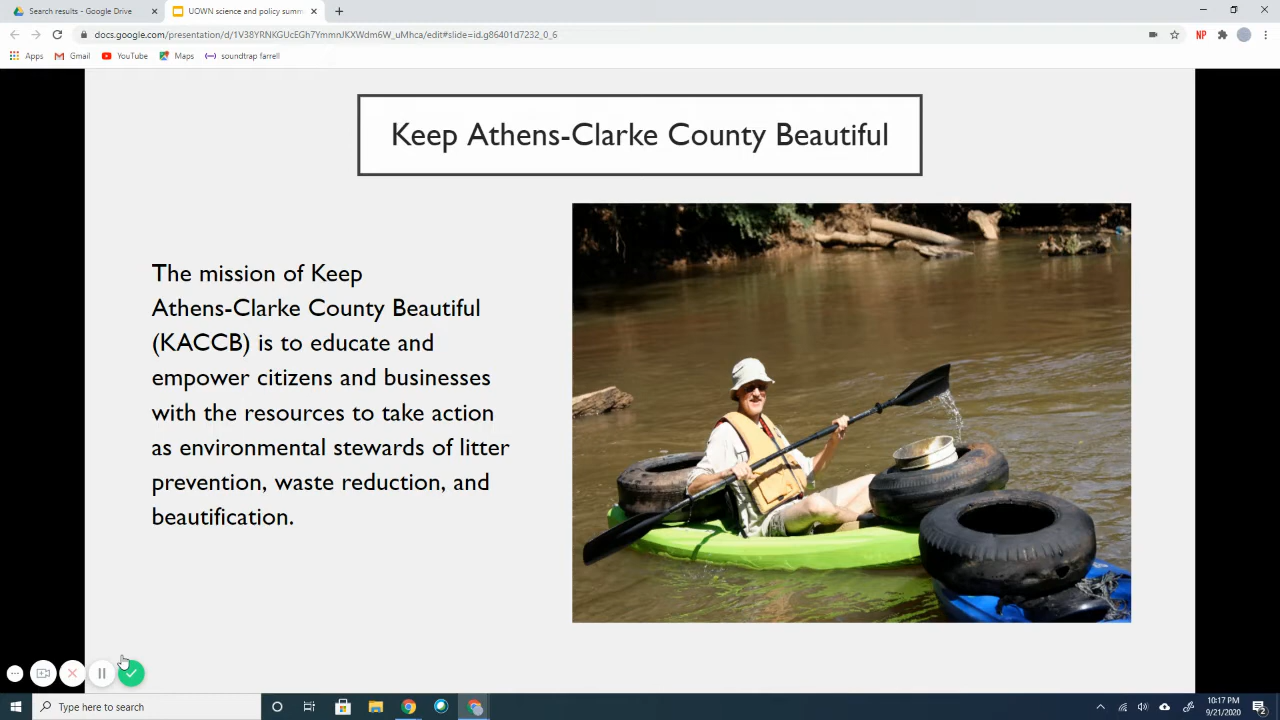 Search results - Google Drive
UOWN science and policy summ
docs.google.com/presentation/d/1V38YRNKGUcEGh7YmmnJKXWdm6W_uMhca/edit#slide=id.g86401d7232_0_6
NP
Apps
Gmail
YouTube
Maps
soundtrap farrell
Keep Athens-Clarke County Beautiful
The mission of Keep
Athens-Clarke County Beautiful
(KACCB) is to educate and
empower citizens and businesses
with the resources to take action
as environmental stewards of litter
prevention, waste reduction, and
beautification.
Type here to search
10:17 PM
9/21/2020
2